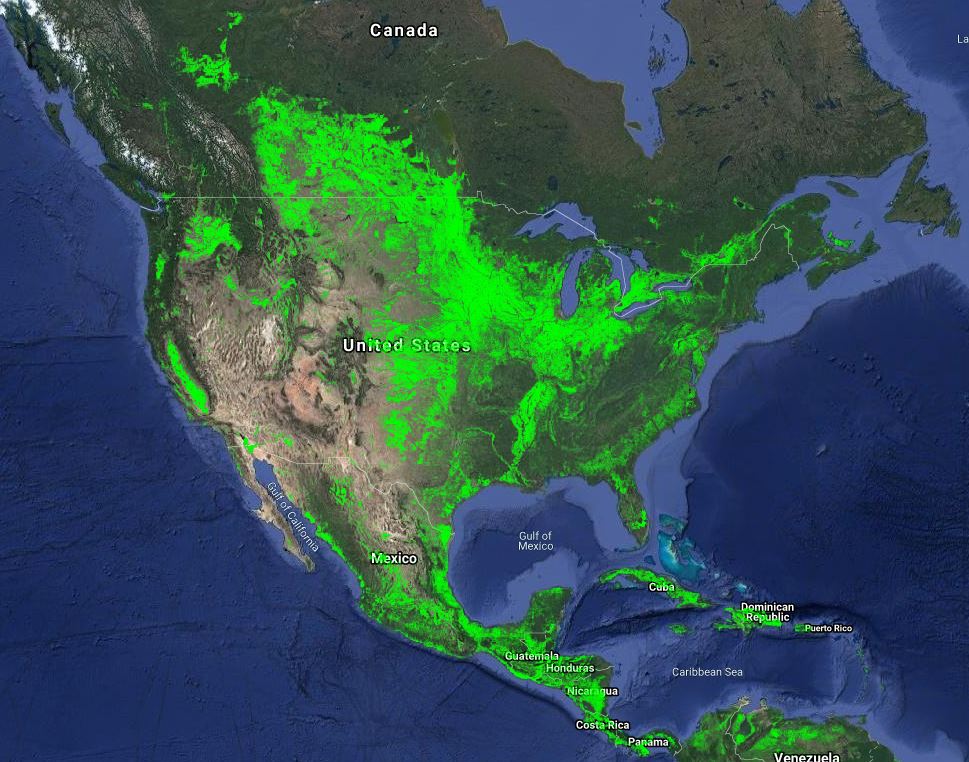 Canada
La
United States
Gulf of California
Gulf of
Mexico
Mexico
Cuba
Dominican
Republic
Puerto Rico
Guatemala
Honduras
Caribbean Sea
Nicaragua
Costa Rica
Panama
Venezuela